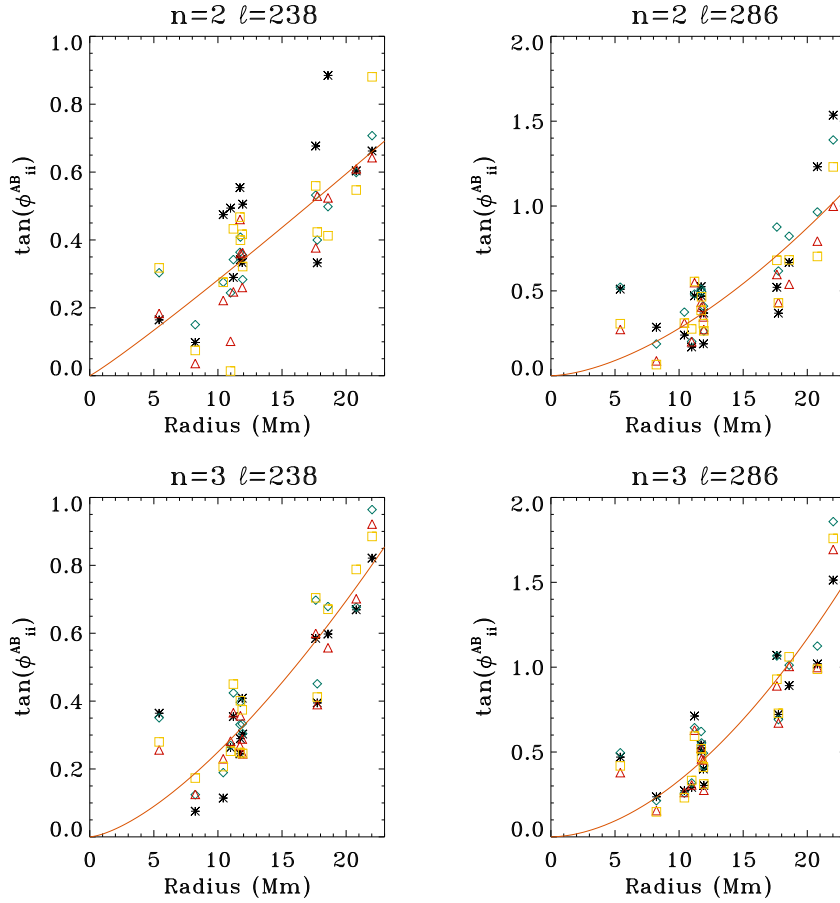 n=2 ℓ=238
tan(ϕ^AB_ii)
1.0
0.8
0.6
0.4
0.2
0.0
0 5 10 15 20
Radius (Mm)
n=2 ℓ=286
tan(ϕ^AB_ii)
2.0
1.5
1.0
0.5
0.0
0 5 10 15 20
Radius (Mm)
n=3 ℓ=238
tan(ϕ^AB_ii)
1.0
0.8
0.6
0.4
0.2
0.0
0 5 10 15 20
Radius (Mm)
n=3 ℓ=286
tan(ϕ^AB_ii)
2.0
1.5
1.0
0.5
0.0
0 5 10 15 20
Radius (Mm)